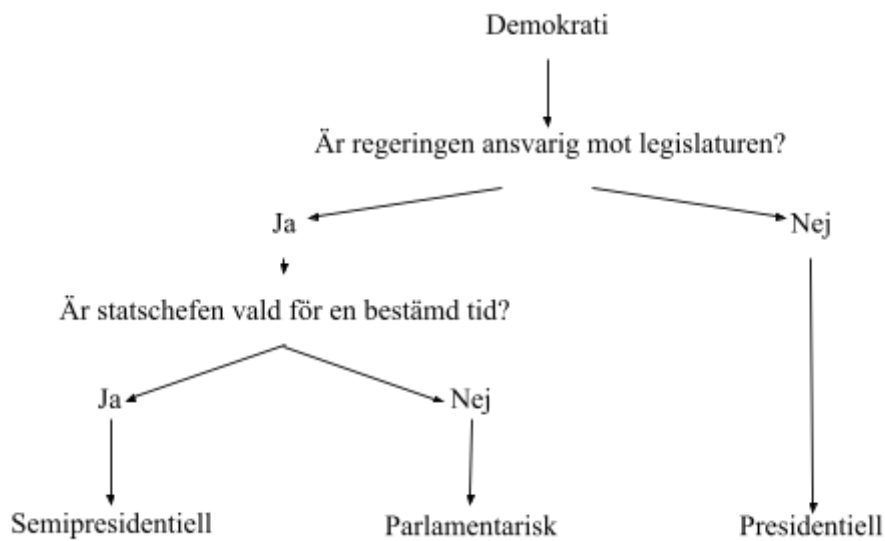 Demokrati
Är regeringen ansvarig mot legislaturen?
Ja
Nej
Är statschefen vald för en bestämd tid?
Ja
Nej
Semipresidentiell
Parlamentarisk
Presidentiell